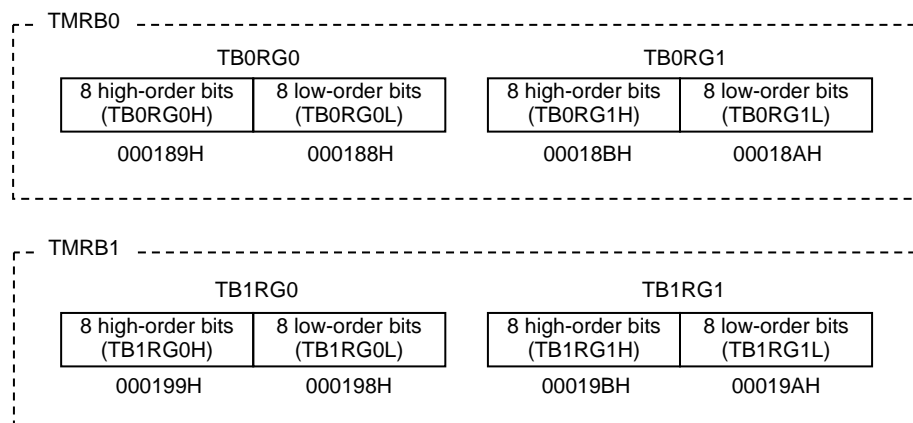 TMRB0
TB0RG0 TB0RG1
8 high-order bits 8 low-order bits 8 high-order bits 8 low-order bits
(TB0RG0H) (TB0RG0L) (TB0RG1H) (TB0RG1L)
000189H 000188H 00018BH 00018AH
TMRB1
TB1RG0 TB1RG1
8 high-order bits 8 low-order bits 8 high-order bits 8 low-order bits
(TB1RG0H) (TB1RG0L) (TB1RG1H) (TB1RG1L)
000199H 000198H 00019BH 00019AH